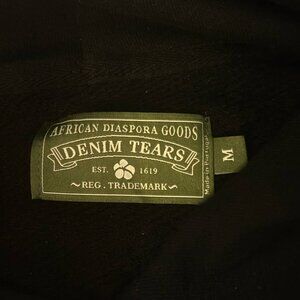 AFRICAN DIASPORA GOODS
DENIM TEARS
EST. 1619
~REG. TRADEMARK~
M
Made in Portugal